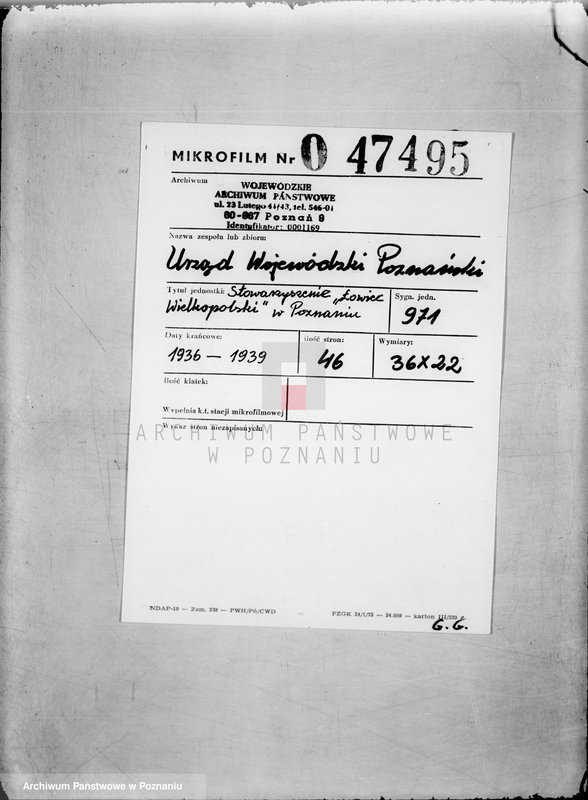 MIKROFILM Nr 0 47495
Archiwum
WOJEWÓDZKIE
ARCHIWUM PAŃSTWOWE
ul. 23 Lutego 41/43, tel. 546-01
60-967 Poznań 9
Identyfikator: 0001169
Nazwa zespołu lub zbioru:
Urząd Wojewódzki Poznański
Tytuł jednostki: Stowarzyszenie „Łowiec
Wielkopolski" w Poznaniu
Sygn. jedn.
971
Daty krańcowe:
1936 — 1939
ilość stron:
46
Wymiary:
36X22
ilość klatek:
Wypełnia k.t. stacji mikrofilmowej
Wykaz stron niezapisanych:
ARCHIWUM PAŃSTWOWE
W POZNANIU
NDAP-10 — Zam. 238 — PWH/Pó/CWD
PZGK 34/1/75 — 34.000 — karton III/220 g.
G.G.
Archiwum Państwowe w Poznaniu